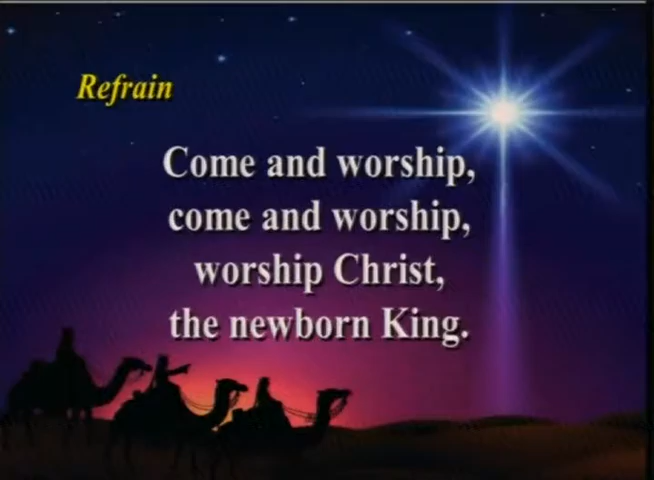 Refrain
Come and worship,
come and worship,
worship Christ,
the newborn King.